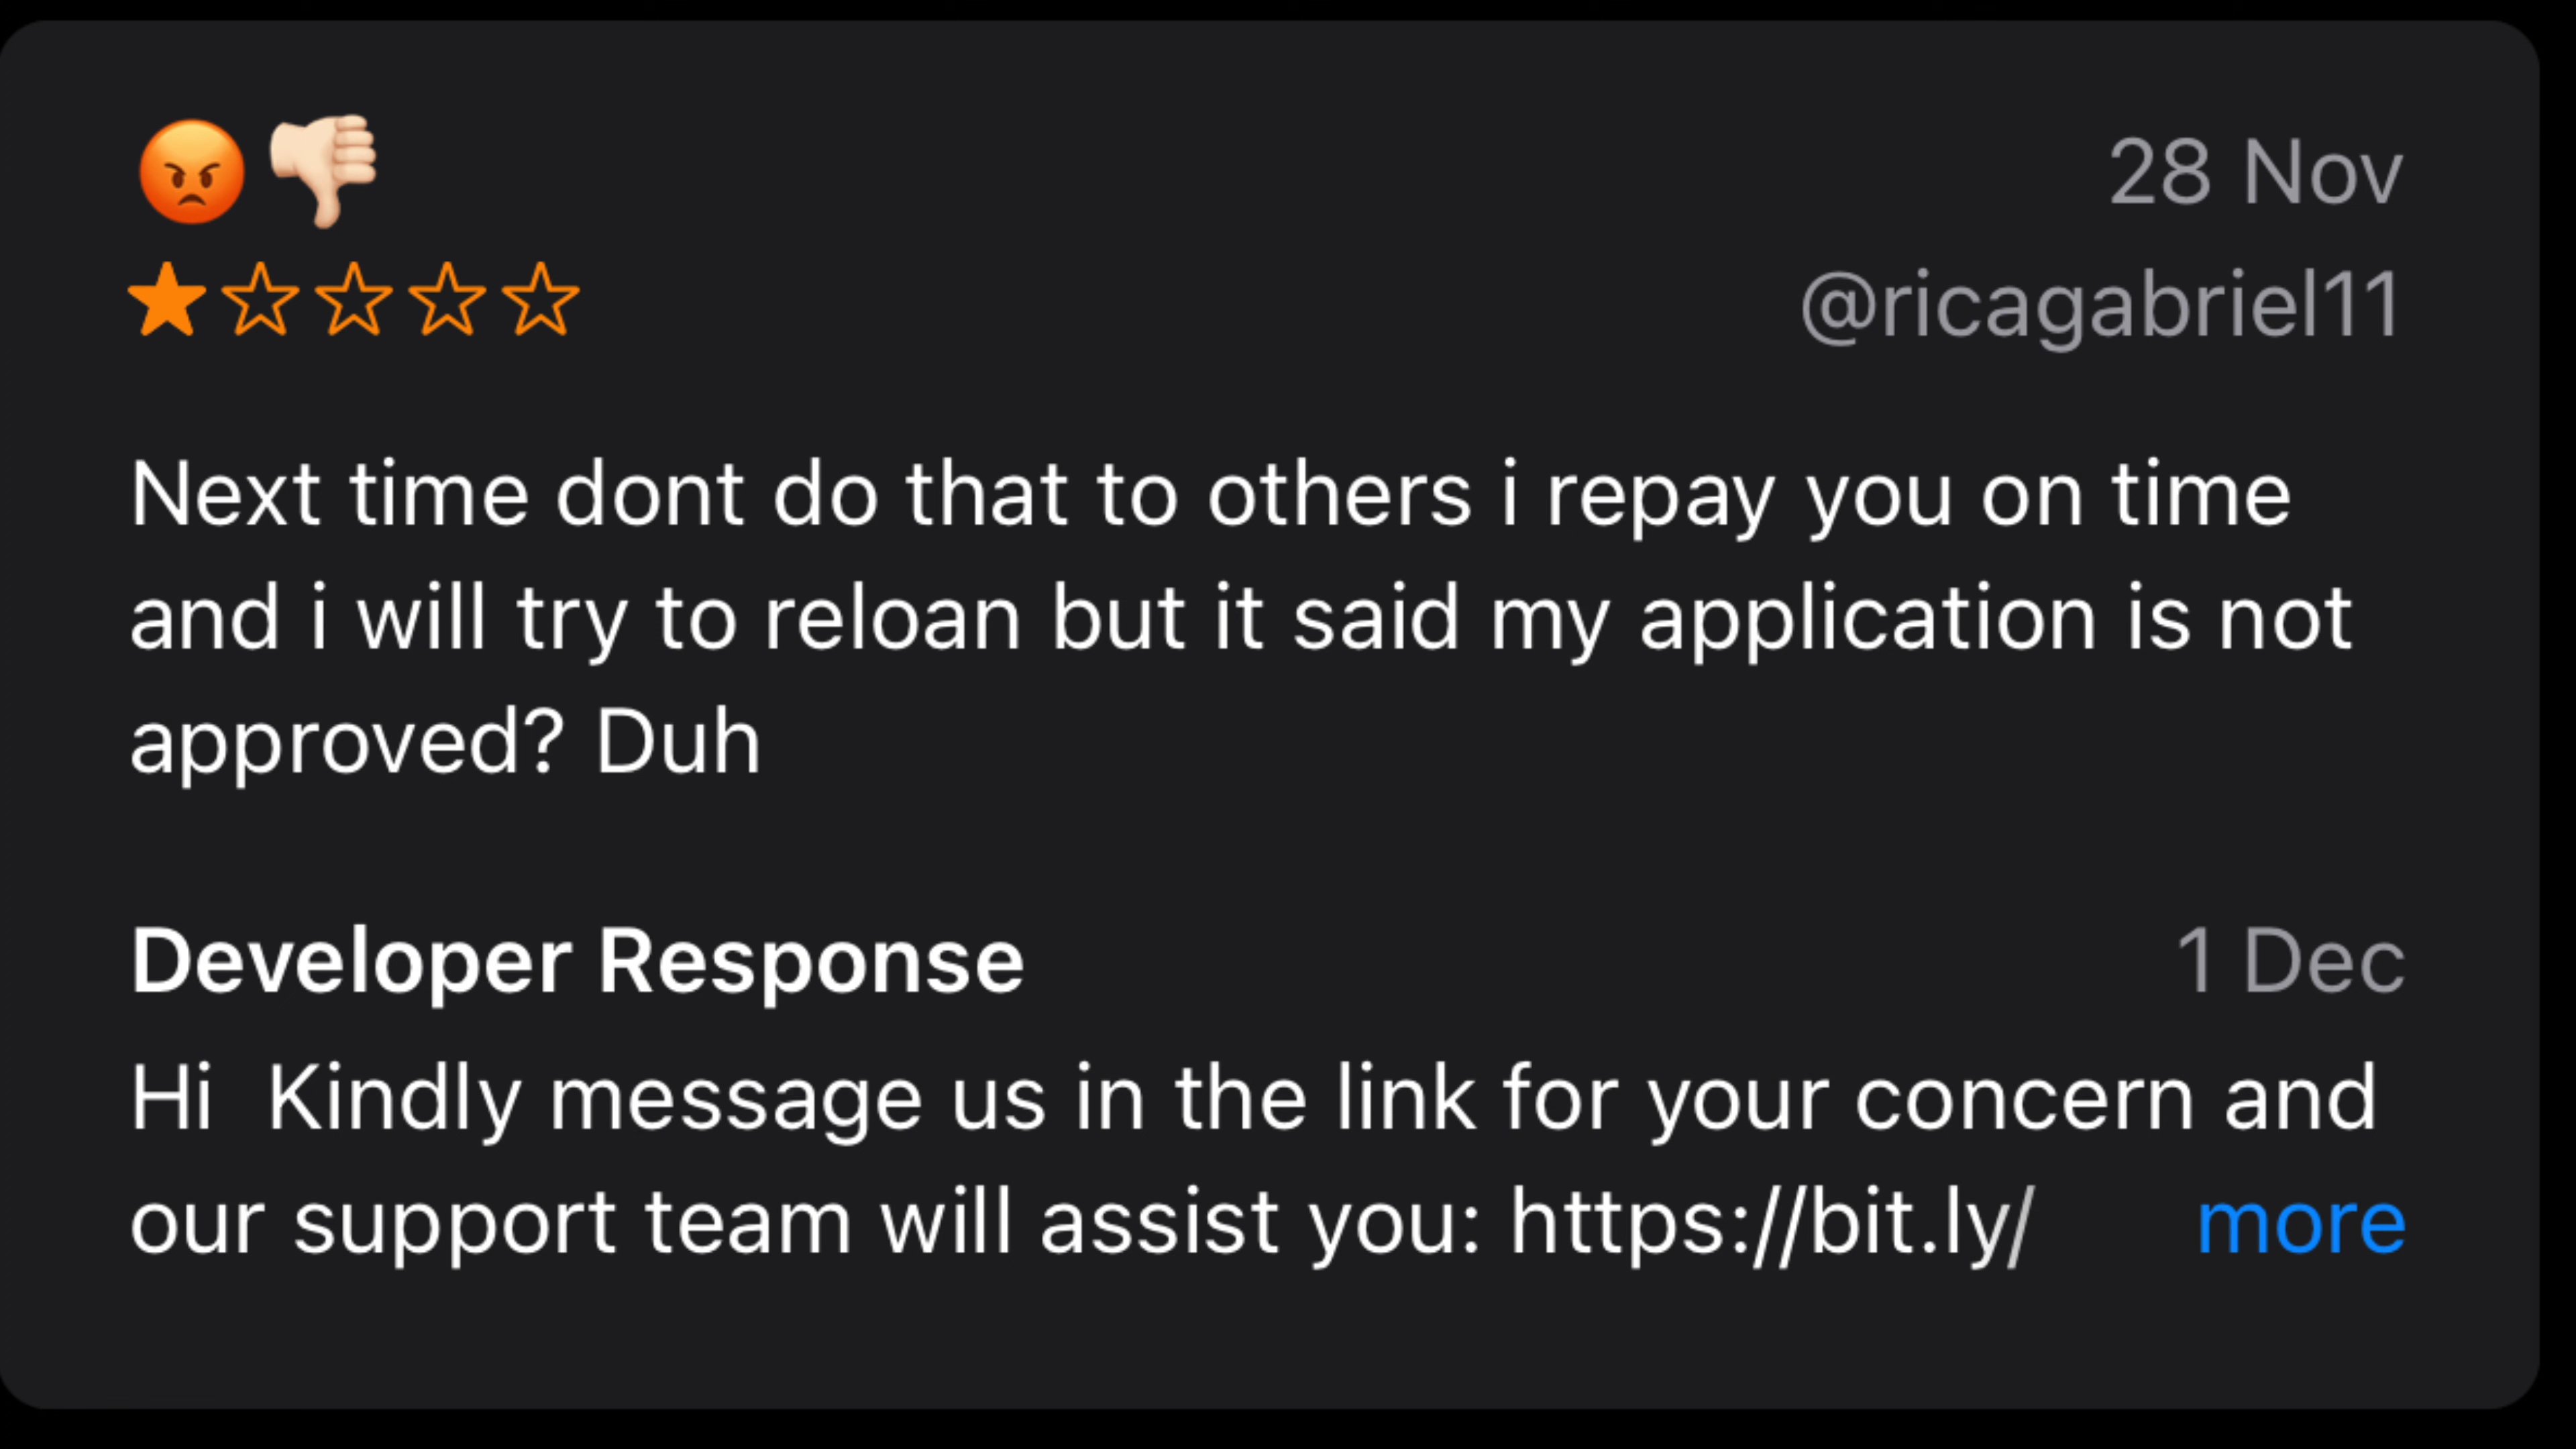 😡👎🏻
28 Nov
★☆☆☆☆
@ricagabriel11
Next time dont do that to others i repay you on time
and i will try to reloan but it said my application is not
approved? Duh
Developer Response
1 Dec
Hi  Kindly message us in the link for your concern and
our support team will assist you: https://bit.ly/
more